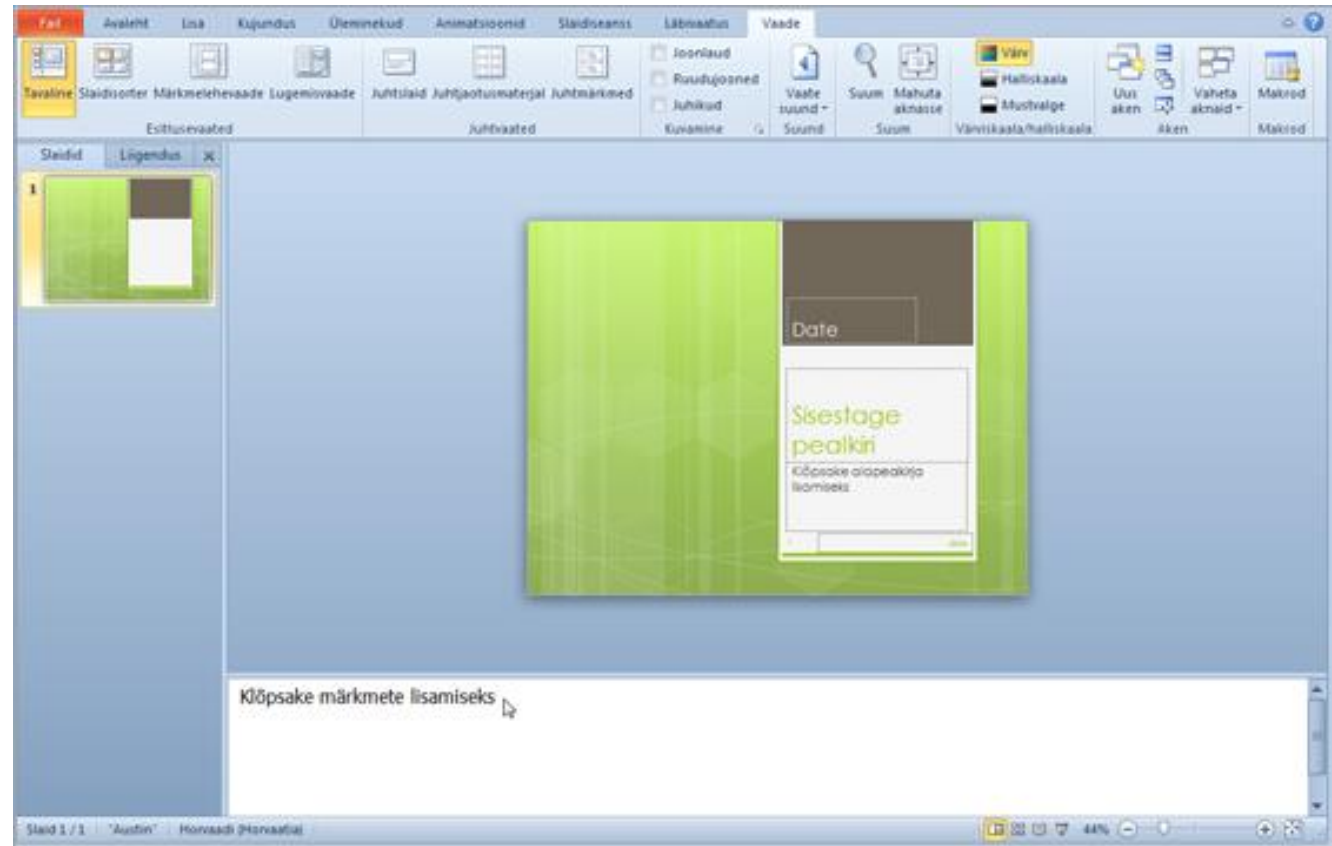 Fail Avaleht Lisa Kujundus Üleminekud Animatsioonid Slaidiseanss Läbivaatus Vaade
Joonlaud
Ruudujooned
Juhikud
Tavaline Slaidisorter Märkmelehevaade Lugemisvaade
Juhtslaid Juhtjaotusmaterjal Juhtmärkmed
Vaate
suund
Suum Mahuta
aknasse
Värv
Halliskaala
Mustvalge
Uus
aken
Vaheta
aknaid
Makrod
Esitlusevaated Juhtvaated Kuvamine Suund Suum Värviskaala/halliskaala Aken Makrod
Slaidid Liigendus
1
Date
Sisestage
pealkiri
Klõpsake alapealkirja
lisamiseks
Klõpsake märkmete lisamiseks
Slaid 1 / 1 "Austin" Horvaadi (Horvaatia) 44%